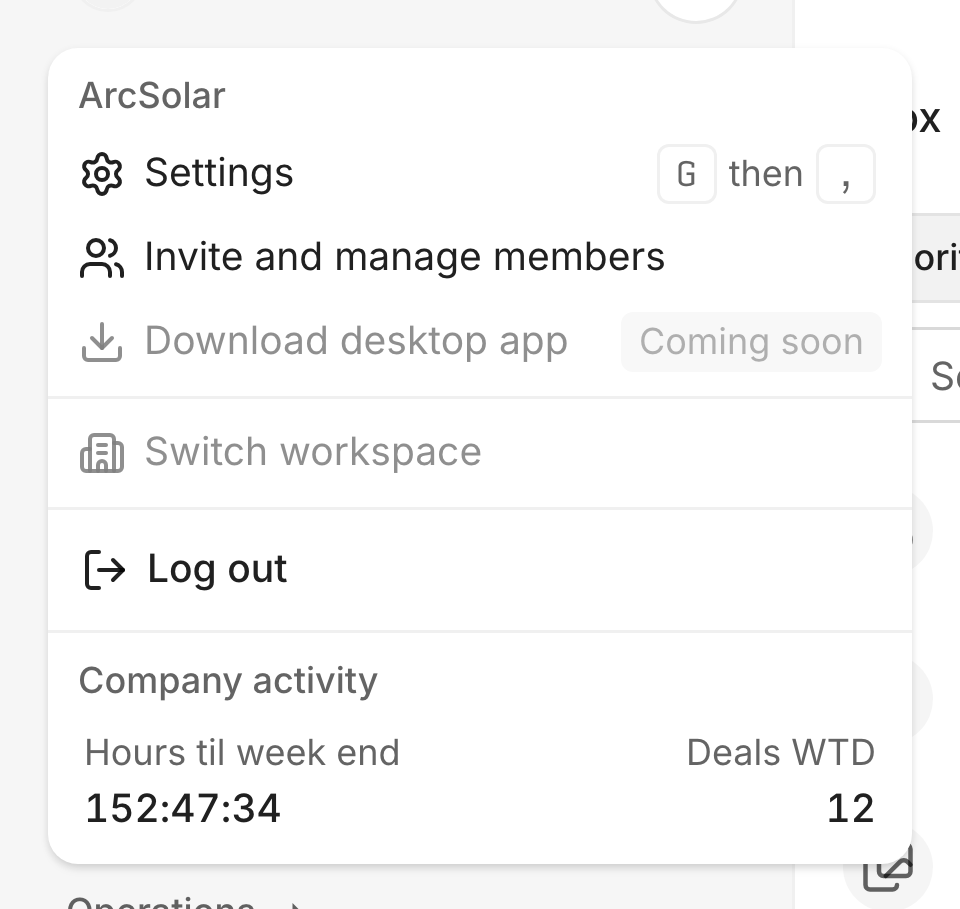 ArcSolar
Settings G then ,
Invite and manage members
Download desktop app Coming soon
Switch workspace
Log out
Company activity
Hours til week end Deals WTD
152:47:34 12
Operations